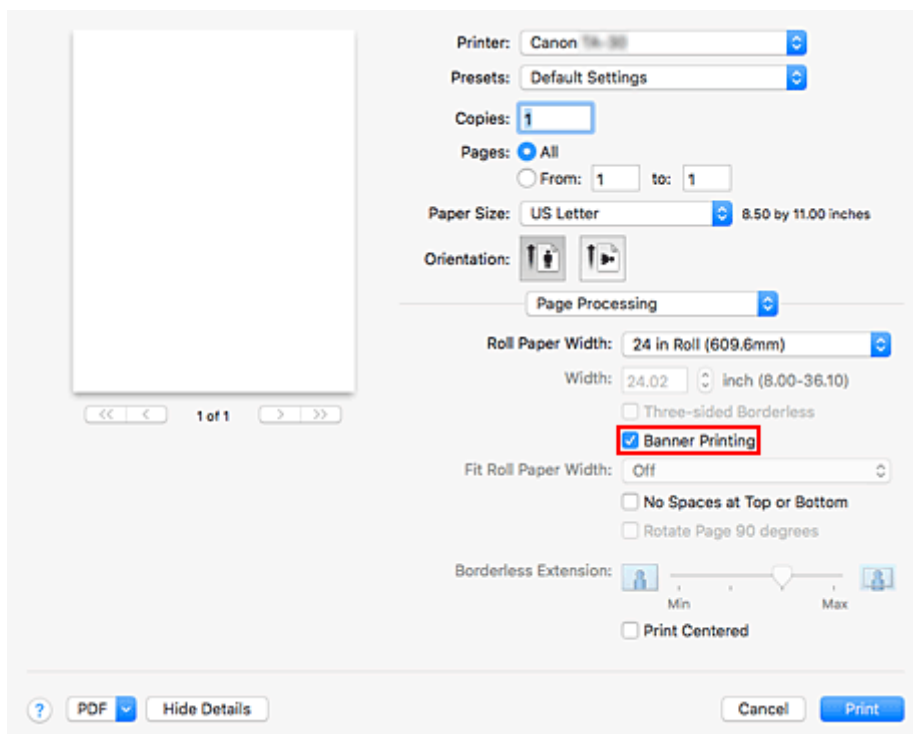 Printer: Canon
Presets: Default Settings
Copies: 1
Pages: All
From: 1 to: 1
Paper Size: US Letter 8.50 by 11.00 inches
Orientation:
Page Processing
Roll Paper Width: 24 in Roll (609.6mm)
Width: 24.02 inch (8.00-36.10)
Three-sided Borderless
<< < 1 of 1 > >>
Banner Printing
Fit Roll Paper Width: Off
No Spaces at Top or Bottom
Rotate Page 90 degrees
Borderless Extension:
Min Max
Print Centered
? PDF Hide Details Cancel Print